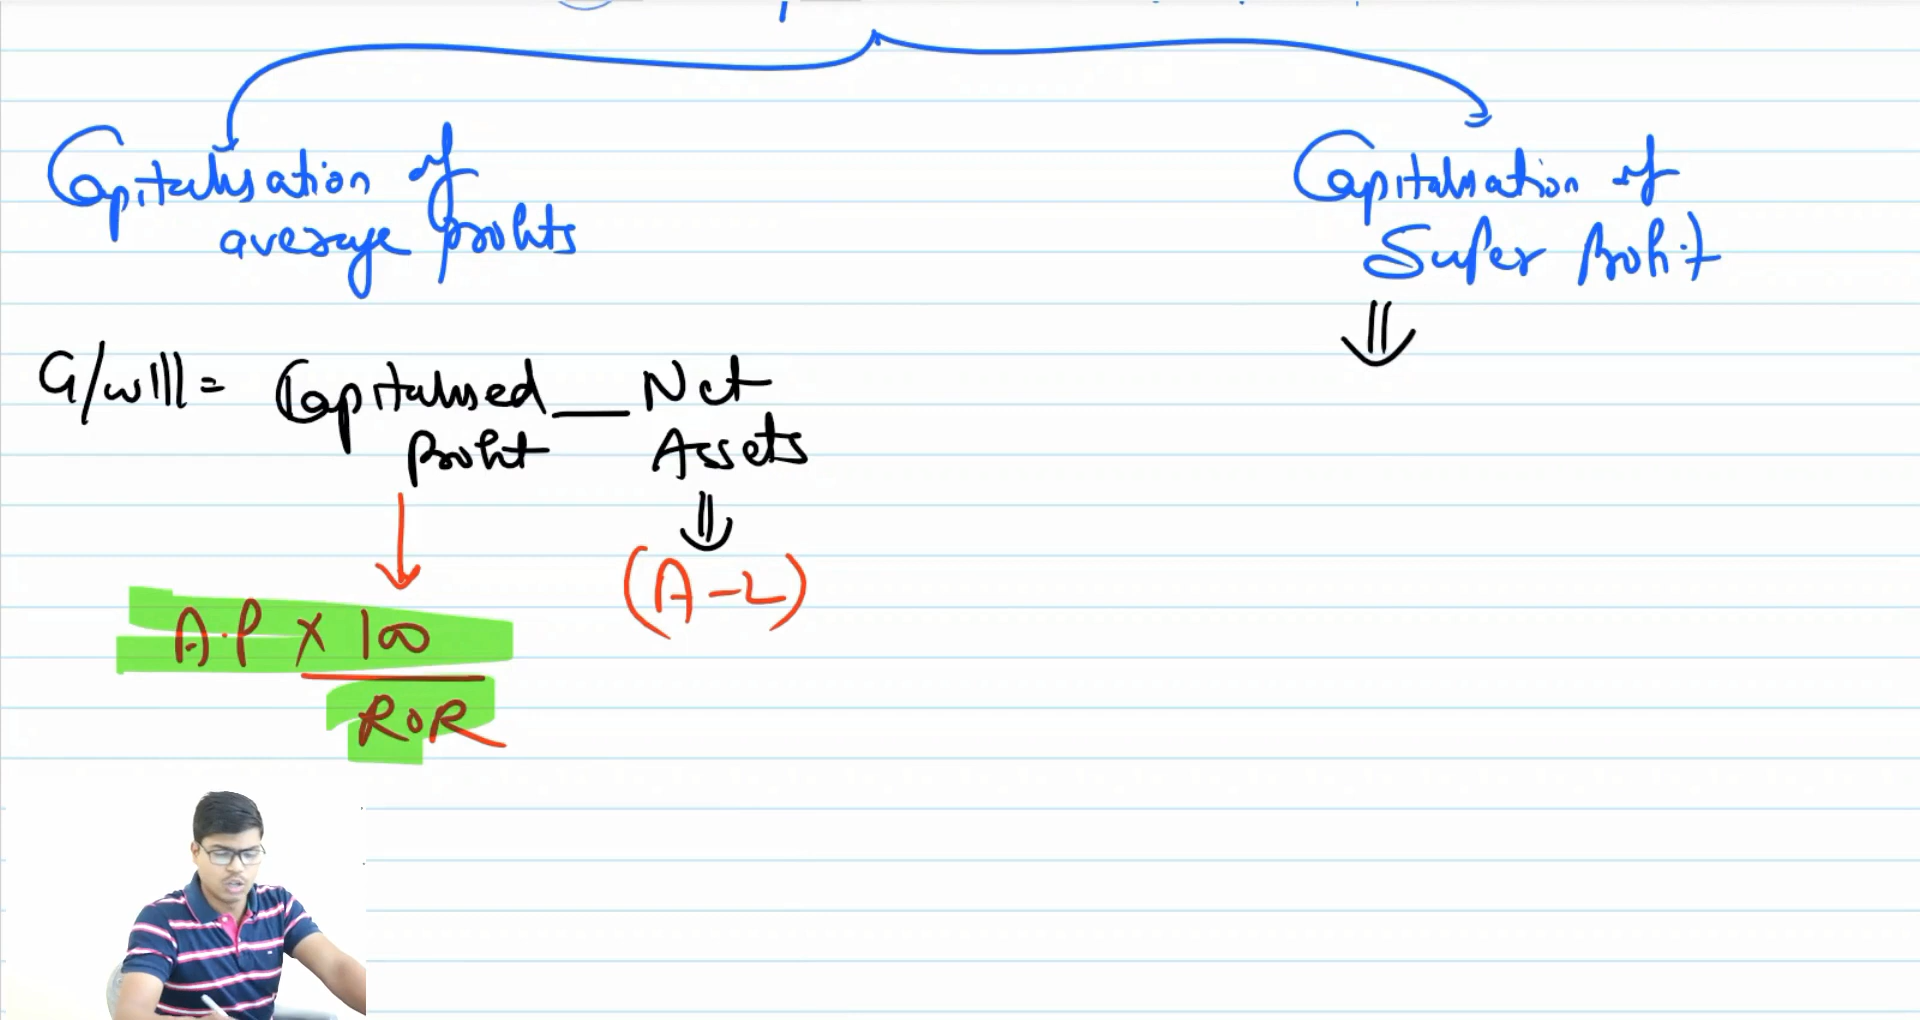 Capitalisation of
average profits
Capitalisation of
Super Profit
G/will = Capitalised — Net
Profit Assets
(A - L)
A.P × 100
ROR